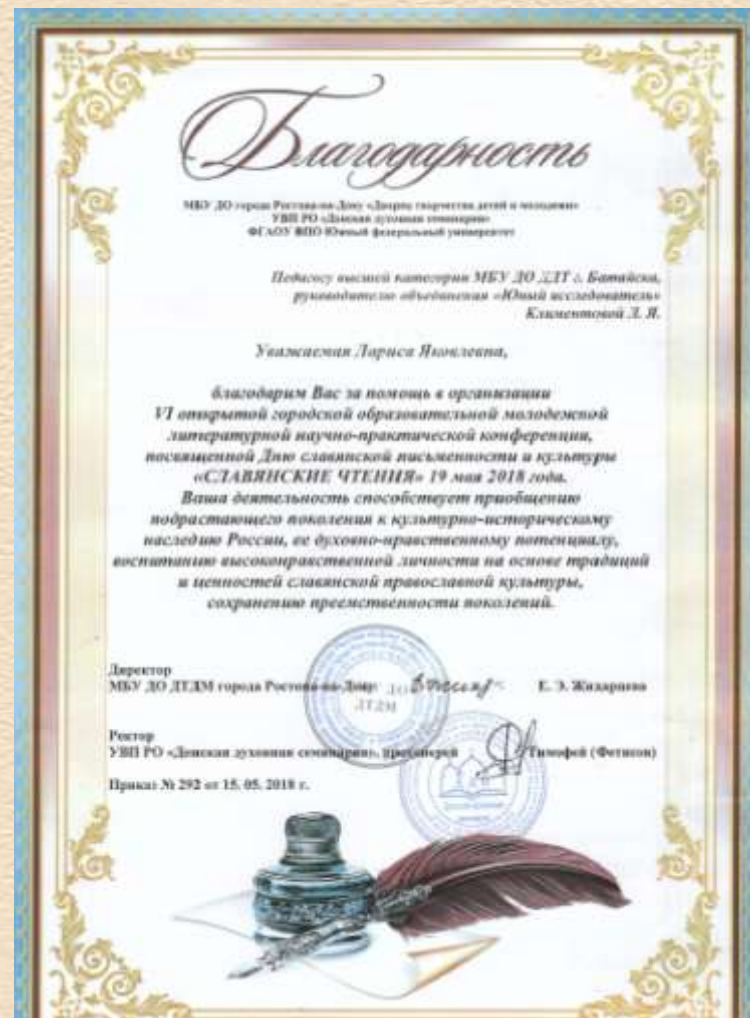 Благодарность
МБУ ДО города Ростова-на-Дону «Дворец творчества детей и молодежи»
УВП РО «Донская духовная семинария»
ФГАОУ ВПО Южный федеральный университет
Педагогу высшей категории МБУ ДО ДДТ г. Батайска,
руководителю объединения «Юный исследователь»
Климентовой Л. Я.
Уважаемая Лариса Яковлевна,
благодарим Вас за помощь в организации
VI открытой городской образовательной молодежной
литературной научно-практической конференции,
посвященной Дню славянской письменности и культуры
«СЛАВЯНСКИЕ ЧТЕНИЯ» 19 мая 2018 года.
Ваша деятельность способствует приобщению
подрастающего поколения к культурно-историческому
наследию России, ее духовно-нравственному потенциалу,
воспитанию высоконравственной личности на основе традиций
и ценностей славянской православной культуры,
сохранению преемственности поколений.
Директор
МБУ ДО ДТДМ города Ростова-на-Дону Е. Э. Жихарцева
ДТДМ
Ректор
УВП РО «Донская духовная семинария», протоиерей Тимофей (Фетисов)
Приказ № 292 от 15. 05. 2018 г.